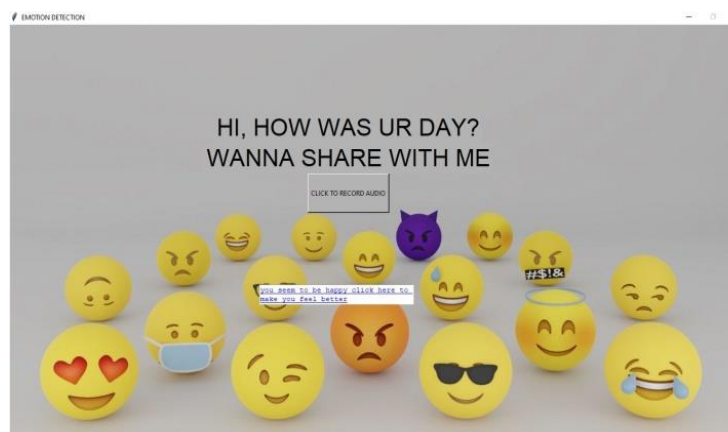 EMOTION DETECTION
HI, HOW WAS UR DAY?
WANNA SHARE WITH ME
CLICK TO RECORD AUDIO
you seem to be happy click here to
make you feel better
#$!&